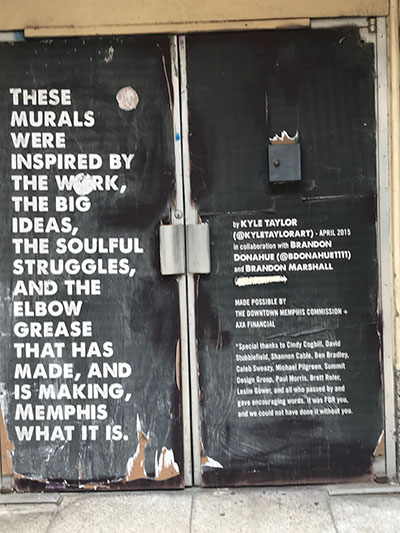 THESE
MURALS
WERE
INSPIRED BY
THE WORK,
THE BIG
IDEAS,
THE SOULFUL
STRUGGLES,
AND THE
ELBOW
GREASE
THAT HAS
MADE, AND
IS MAKING,
MEMPHIS
WHAT IT IS.
by KYLE TAYLOR
(@KYLETAYLORART) - APRIL 2015
in collaboration with BRANDON
DONAHUE (@BDONAHUE1111)
and BRANDON MARSHALL
MADE POSSIBLE BY
THE DOWNTOWN MEMPHIS COMMISSION +
AXA FINANCIAL
*Special thanks to Cindy Cogbill, David
Stubblefield, Shannon Cable, Ben Bradley,
Caleb Sweazy, Michael Pilgreen, Summit
Design Group, Paul Morris, Brett Roler,
Leslie Gower, and all who passed by and
gave encouraging words. It was FOR you,
and we could not have done it without you.